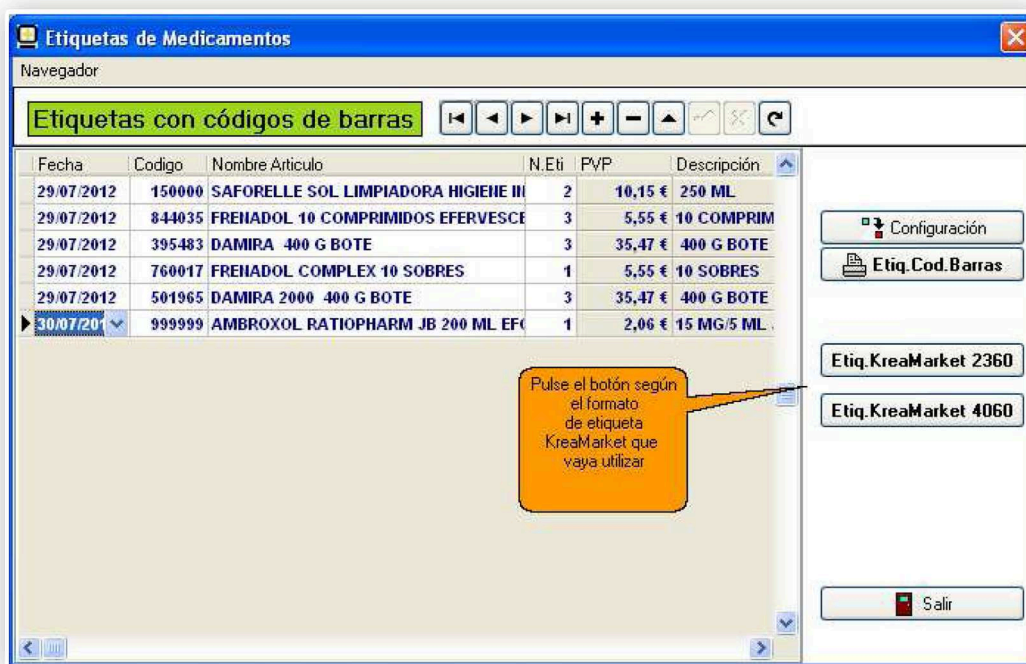 Etiquetas de Medicamentos
Navegador
Etiquetas con códigos de barras
Fecha Codigo Nombre Articulo N.Eti PVP Descripción
29/07/2012 150000 SAFORELLE SOL LIMPIADORA HIGIENE IN 2 10,15 € 250 ML
29/07/2012 844035 FRENADOL 10 COMPRIMIDOS EFERVESCE 3 5,55 € 10 COMPRIM
29/07/2012 395483 DAMIRA 400 G BOTE 3 35,47 € 400 G BOTE
29/07/2012 760017 FRENADOL COMPLEX 10 SOBRES 1 5,55 € 10 SOBRES
29/07/2012 501965 DAMIRA 2000 400 G BOTE 3 35,47 € 400 G BOTE
30/07/201 999999 AMBROXOL RATIOPHARM JB 200 ML EF 1 2,06 € 15 MG/5 ML
Configuración
Etiq.Cod.Barras
Etiq.KreaMarket 2360
Etiq.KreaMarket 4060
Pulse el botón según
el formato
de etiqueta
KreaMarket que
vaya utilizar
Salir